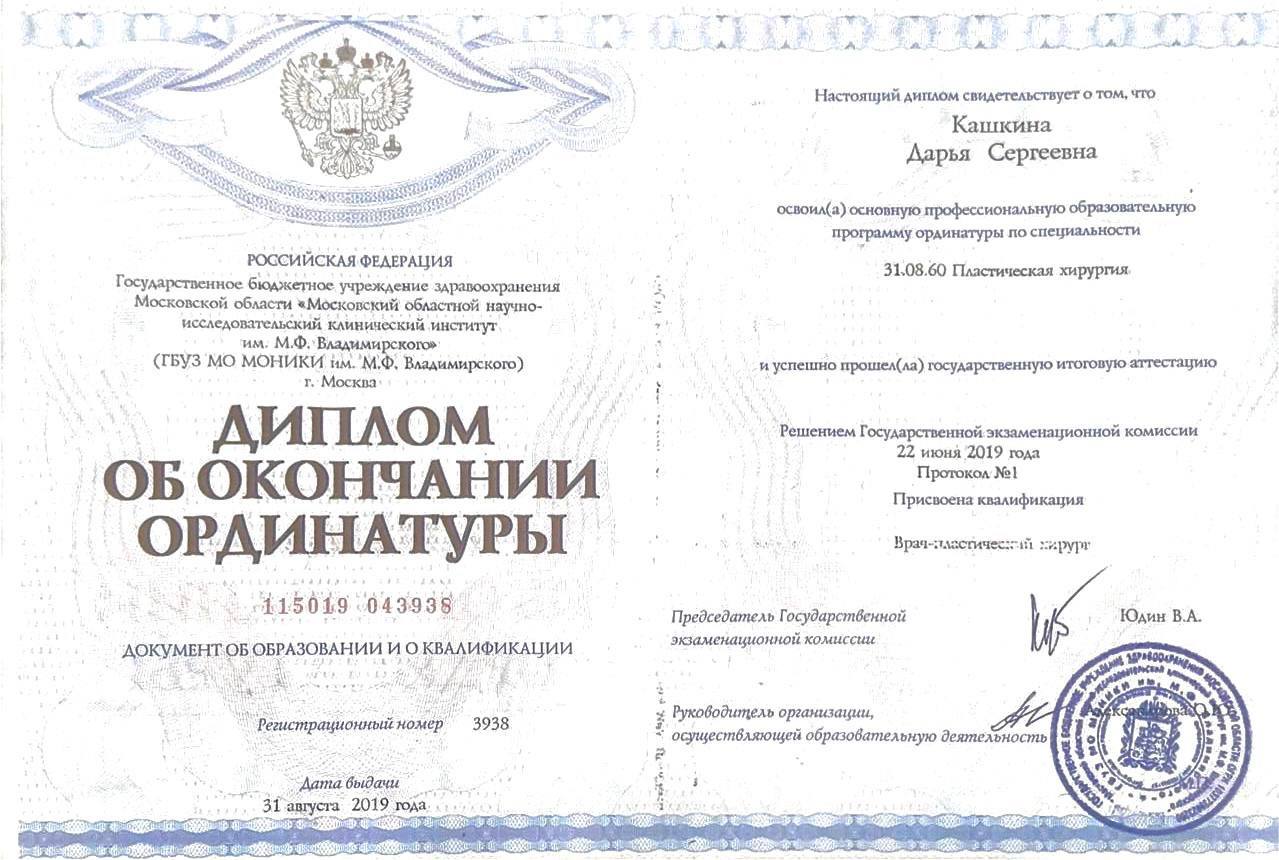 РОССИЙСКАЯ ФЕДЕРАЦИЯ
Государственное бюджетное учреждение здравоохранения
Московской области «Московский областной научно-
исследовательский клинический институт
им. М.Ф. Владимирского»
(ГБУЗ МО МОНИКИ им. М.Ф. Владимирского)
г. Москва
ДИПЛОМ
ОБ ОКОНЧАНИИ
ОРДИНАТУРЫ
115019 043938
ДОКУМЕНТ ОБ ОБРАЗОВАНИИ И О КВАЛИФИКАЦИИ
Регистрационный номер 3938
Дата выдачи
31 августа 2019 года
Настоящий диплом свидетельствует о том, что
Кашкина
Дарья Сергеевна
освоил(а) основную профессиональную образовательную
программу ординатуры по специальности
31.08.60 Пластическая хирургия
и успешно прошел(ла) государственную итоговую аттестацию
Решением Государственной экзаменационной комиссии
22 июня 2019 года
Протокол №1
Присвоена квалификация
Врач-пластический хирург
Председатель Государственной
экзаменационной комиссии
Юдин В.А.
Руководитель организации,
осуществляющей образовательную деятельность